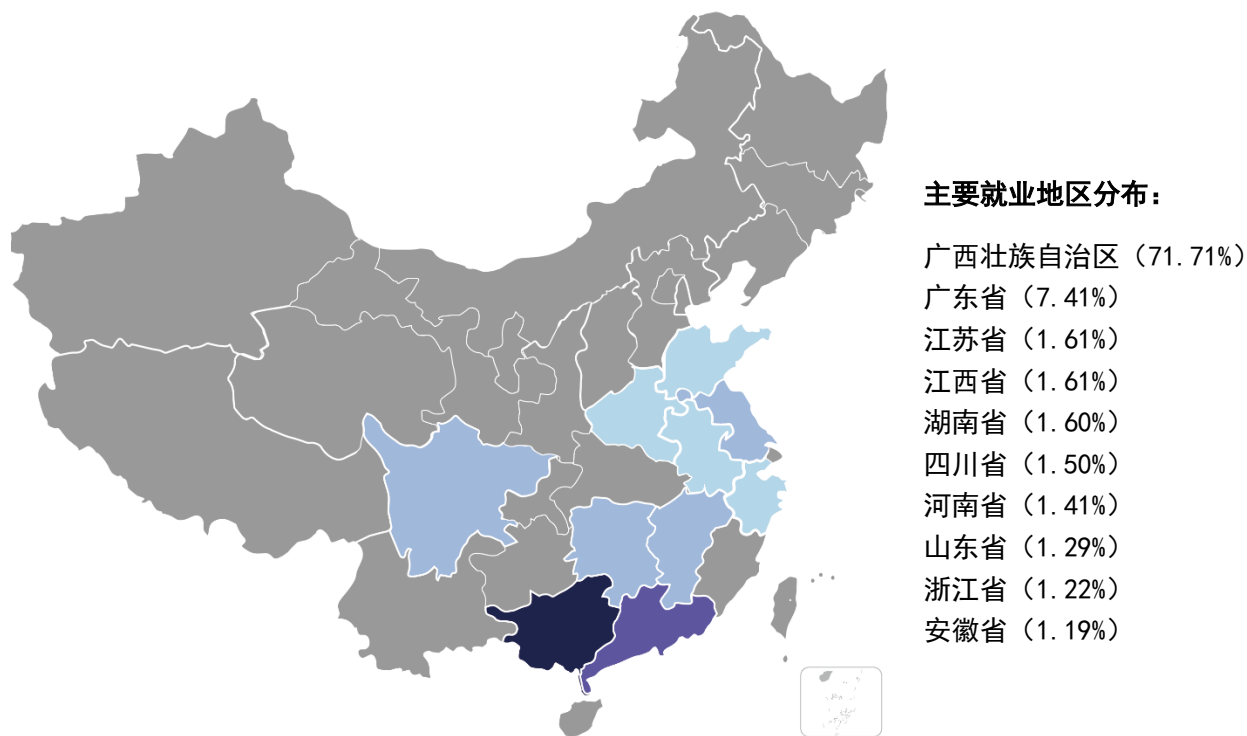 主要就业地区分布：
广西壮族自治区（71.71%）
广东省（7.41%）
江苏省（1.61%）
江西省（1.61%）
湖南省（1.60%）
四川省（1.50%）
河南省（1.41%）
山东省（1.29%）
浙江省（1.22%）
安徽省（1.19%）